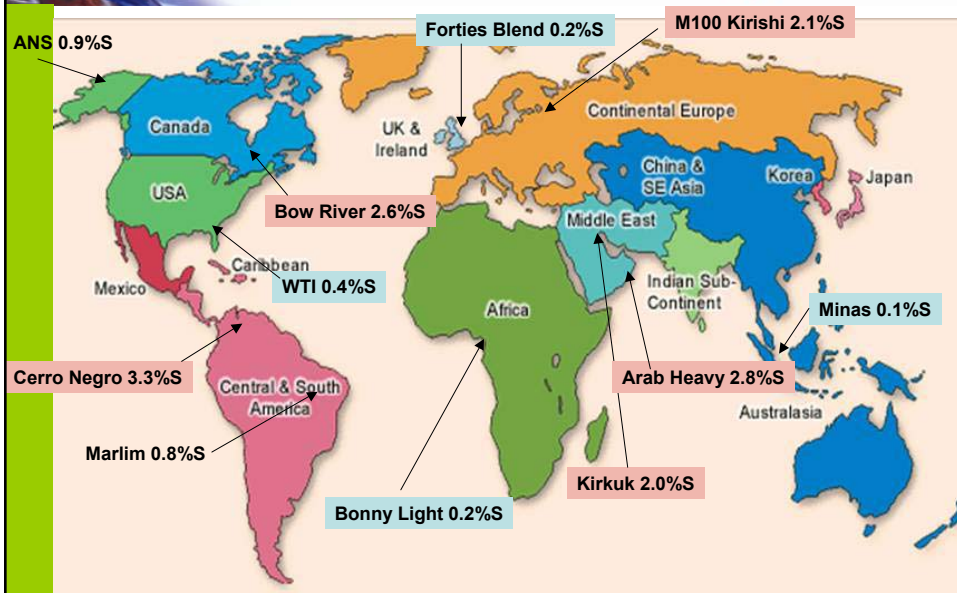 ANS 0.9%S
Forties Blend 0.2%S
M100 Kirishi 2.1%S
Canada
UK &
Ireland
Continental Europe
China &
SE Asia
Korea
Japan
USA
Bow River 2.6%S
Middle East
Mexico
Caribbean
WTI 0.4%S
Africa
Indian Sub-
Continent
Minas 0.1%S
Cerro Negro 3.3%S
Central & South
America
Arab Heavy 2.8%S
Australasia
Marlim 0.8%S
Kirkuk 2.0%S
Bonny Light 0.2%S